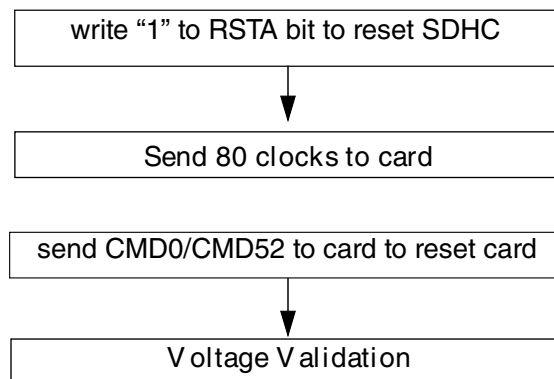 write “1” to RSTA bit to reset SDHC
Send 80 clocks to card
send CMD0/CMD52 to card to reset card
Voltage Validation